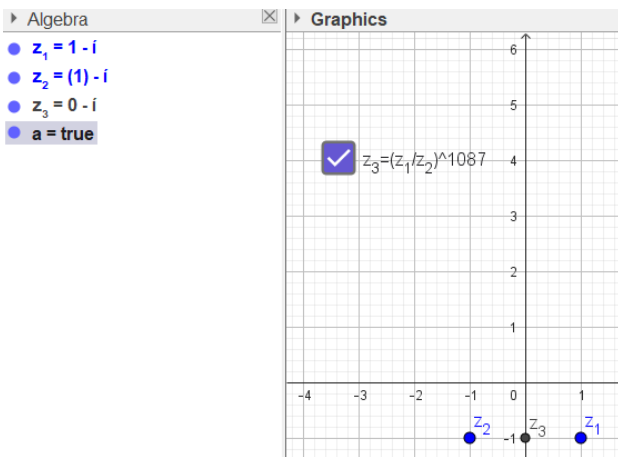 Algebra
z₁ = 1 - í
z₂ = (1) - í
z₃ = 0 - í
a = true
Graphics
6
5
z₃=(z₁/z₂)^1087
4
3
2
1
-4 -3 -2 -1 0 1
z₂ z₃ z₁
-1